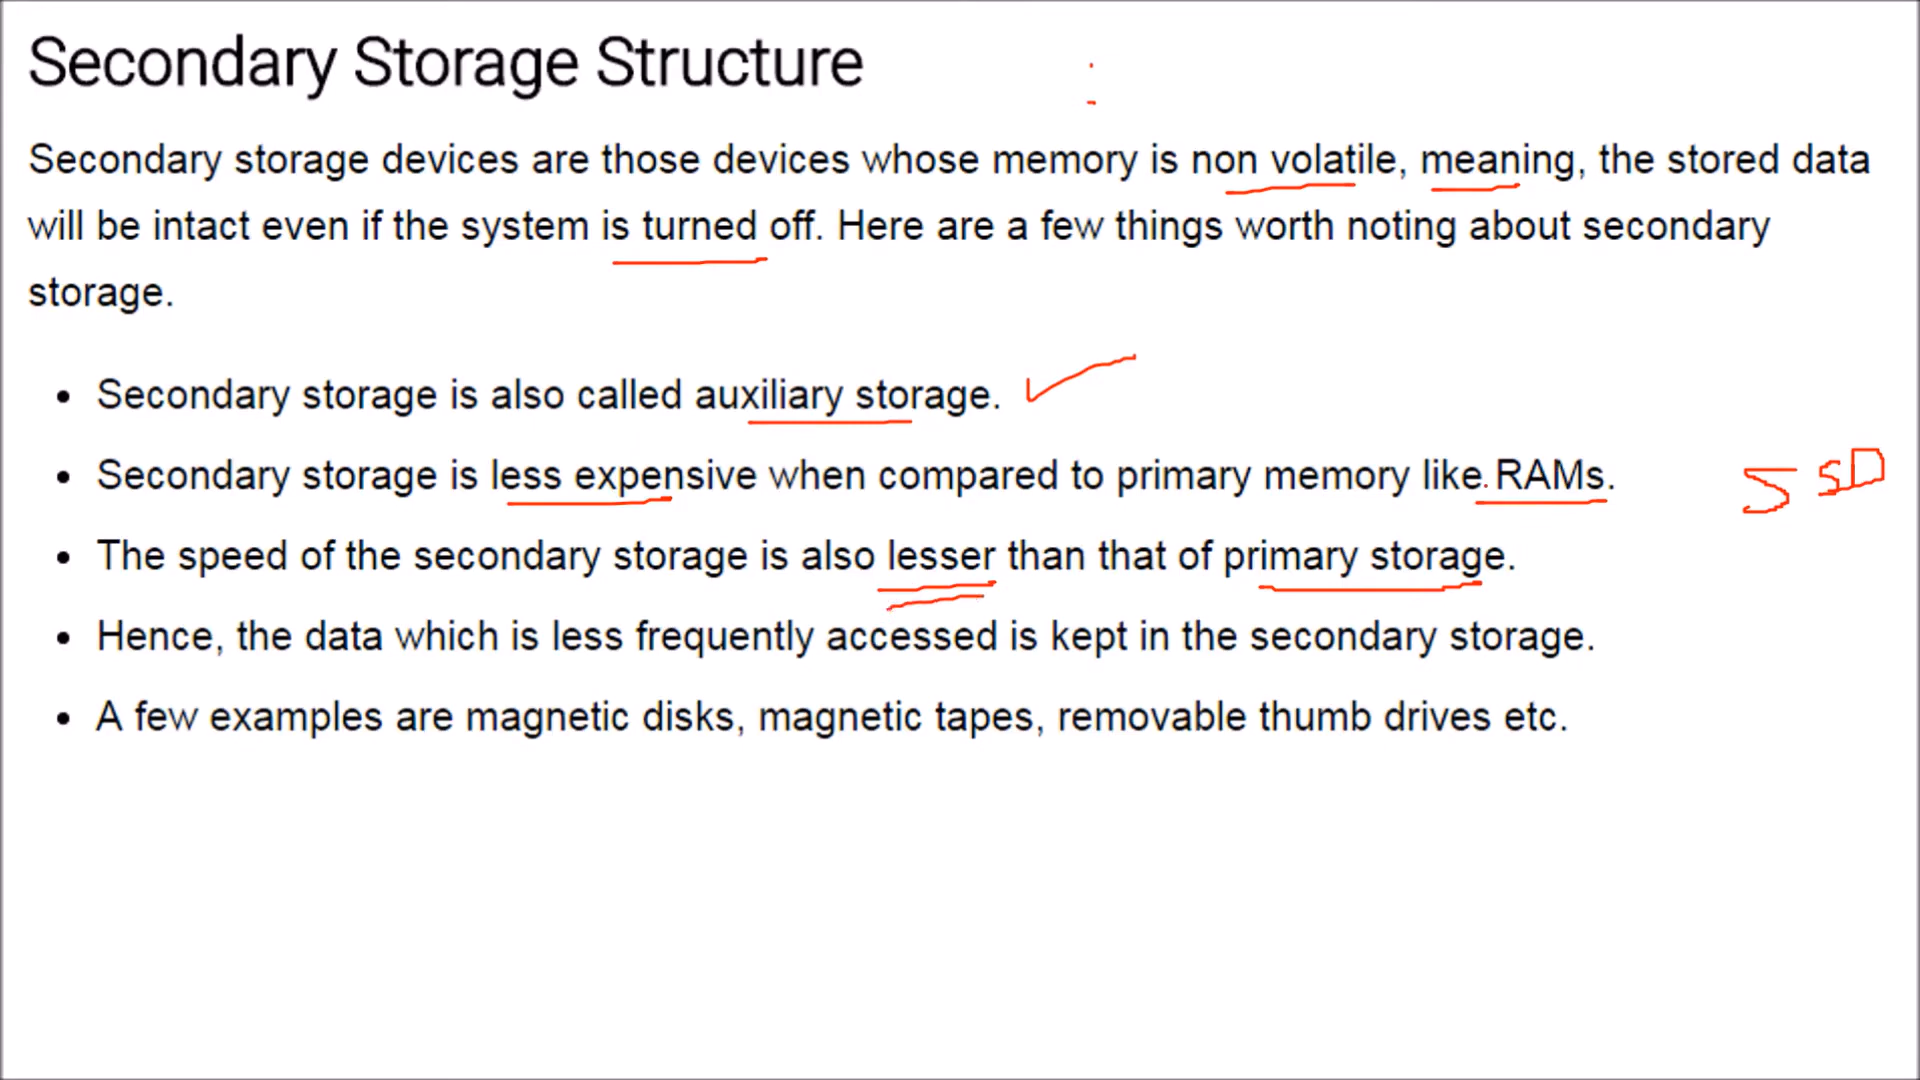 Secondary Storage Structure
Secondary storage devices are those devices whose memory is non volatile, meaning, the stored data
will be intact even if the system is turned off. Here are a few things worth noting about secondary
storage.
• Secondary storage is also called auxiliary storage.
• Secondary storage is less expensive when compared to primary memory like RAMs.
SSD
• The speed of the secondary storage is also lesser than that of primary storage.
• Hence, the data which is less frequently accessed is kept in the secondary storage.
• A few examples are magnetic disks, magnetic tapes, removable thumb drives etc.